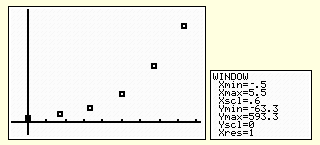 WINDOW
Xmin=-.5
Xmax=5.5
Xscl=.6
Ymin=-63.3
Ymax=593.3
Yscl=0
Xres=1